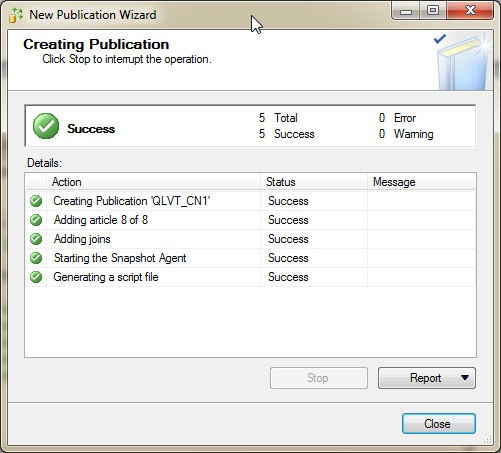 New Publication Wizard
Creating Publication
Click Stop to interrupt the operation.
Success
5 Total 0 Error
5 Success 0 Warning
Details:
Action Status Message
Creating Publication 'QLVT_CN1' Success
Adding article 8 of 8 Success
Adding joins Success
Starting the Snapshot Agent Success
Generating a script file Success
Stop Report
Close